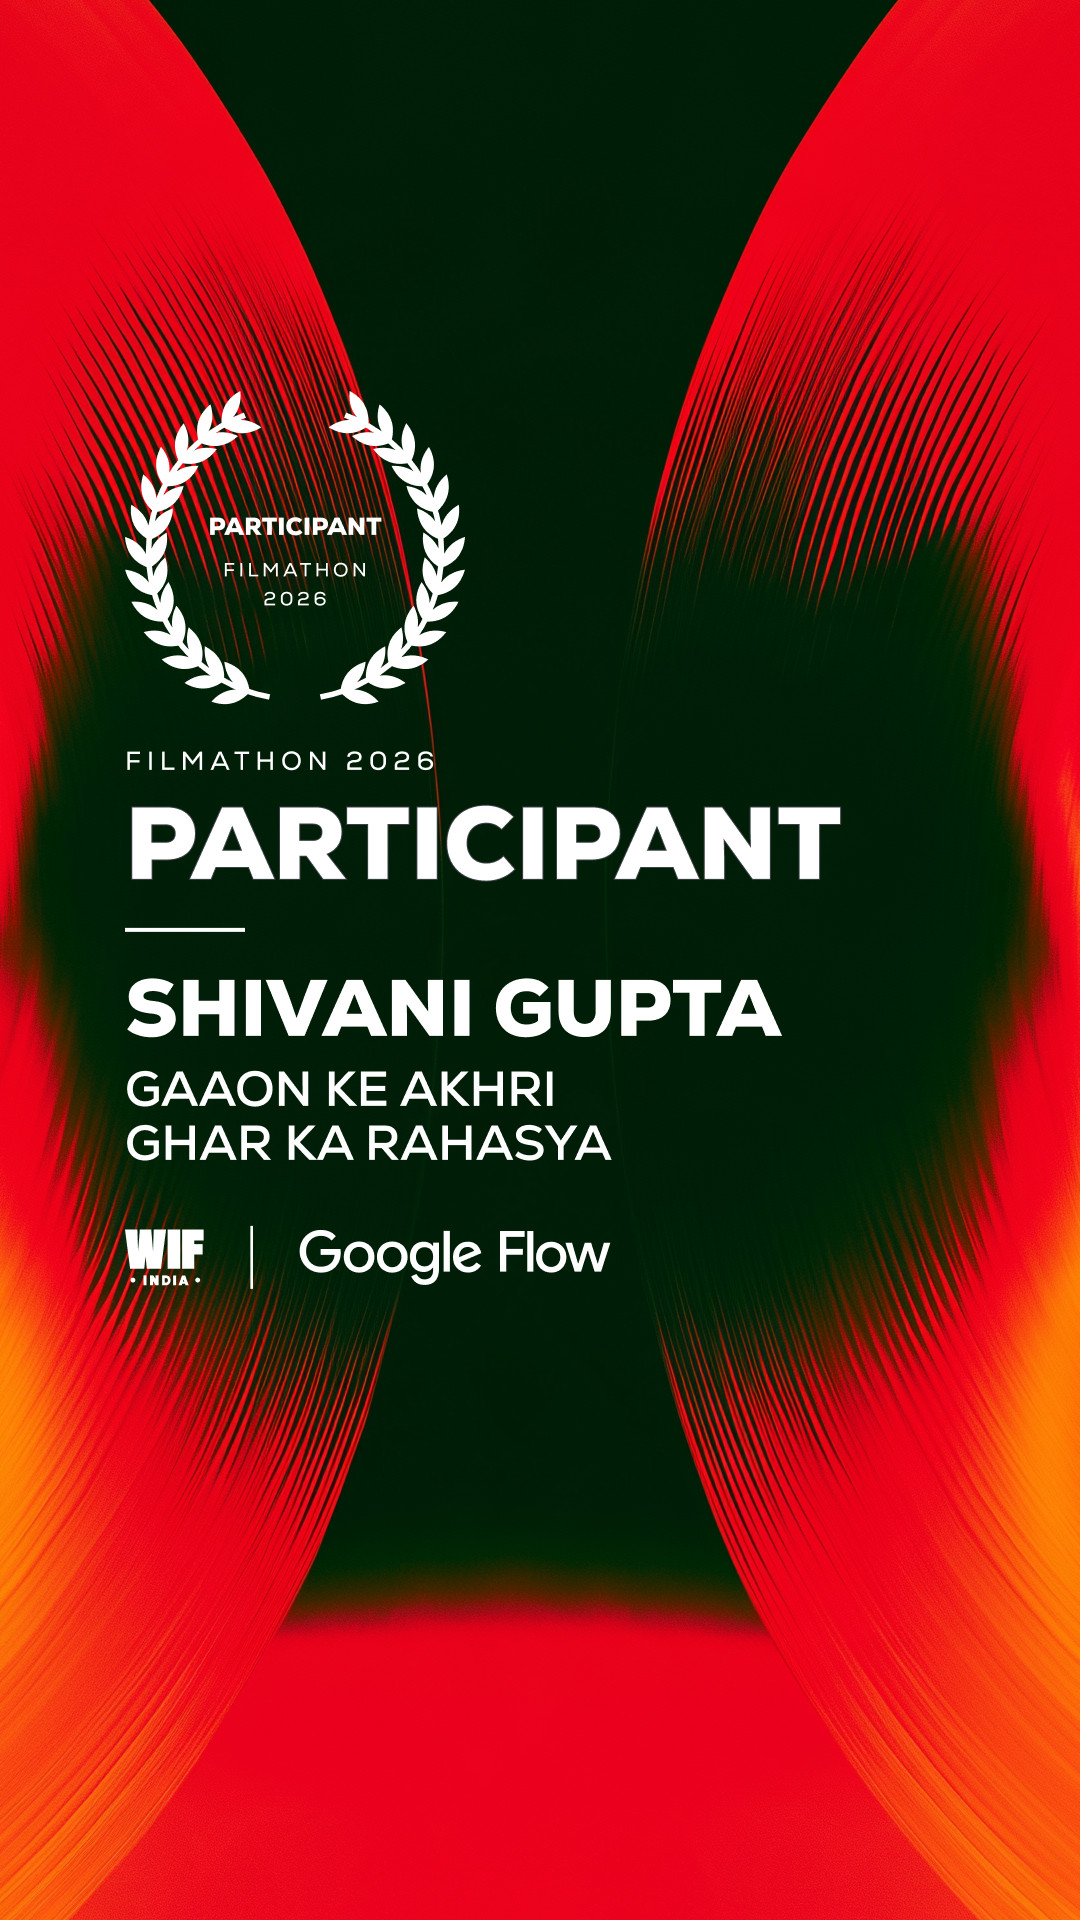 PARTICIPANT
FILMATHON
2026
FILMATHON 2026
PARTICIPANT
SHIVANI GUPTA
GAAON KE AKHRI
GHAR KA RAHASYA
WIF
• INDIA •
Google Flow